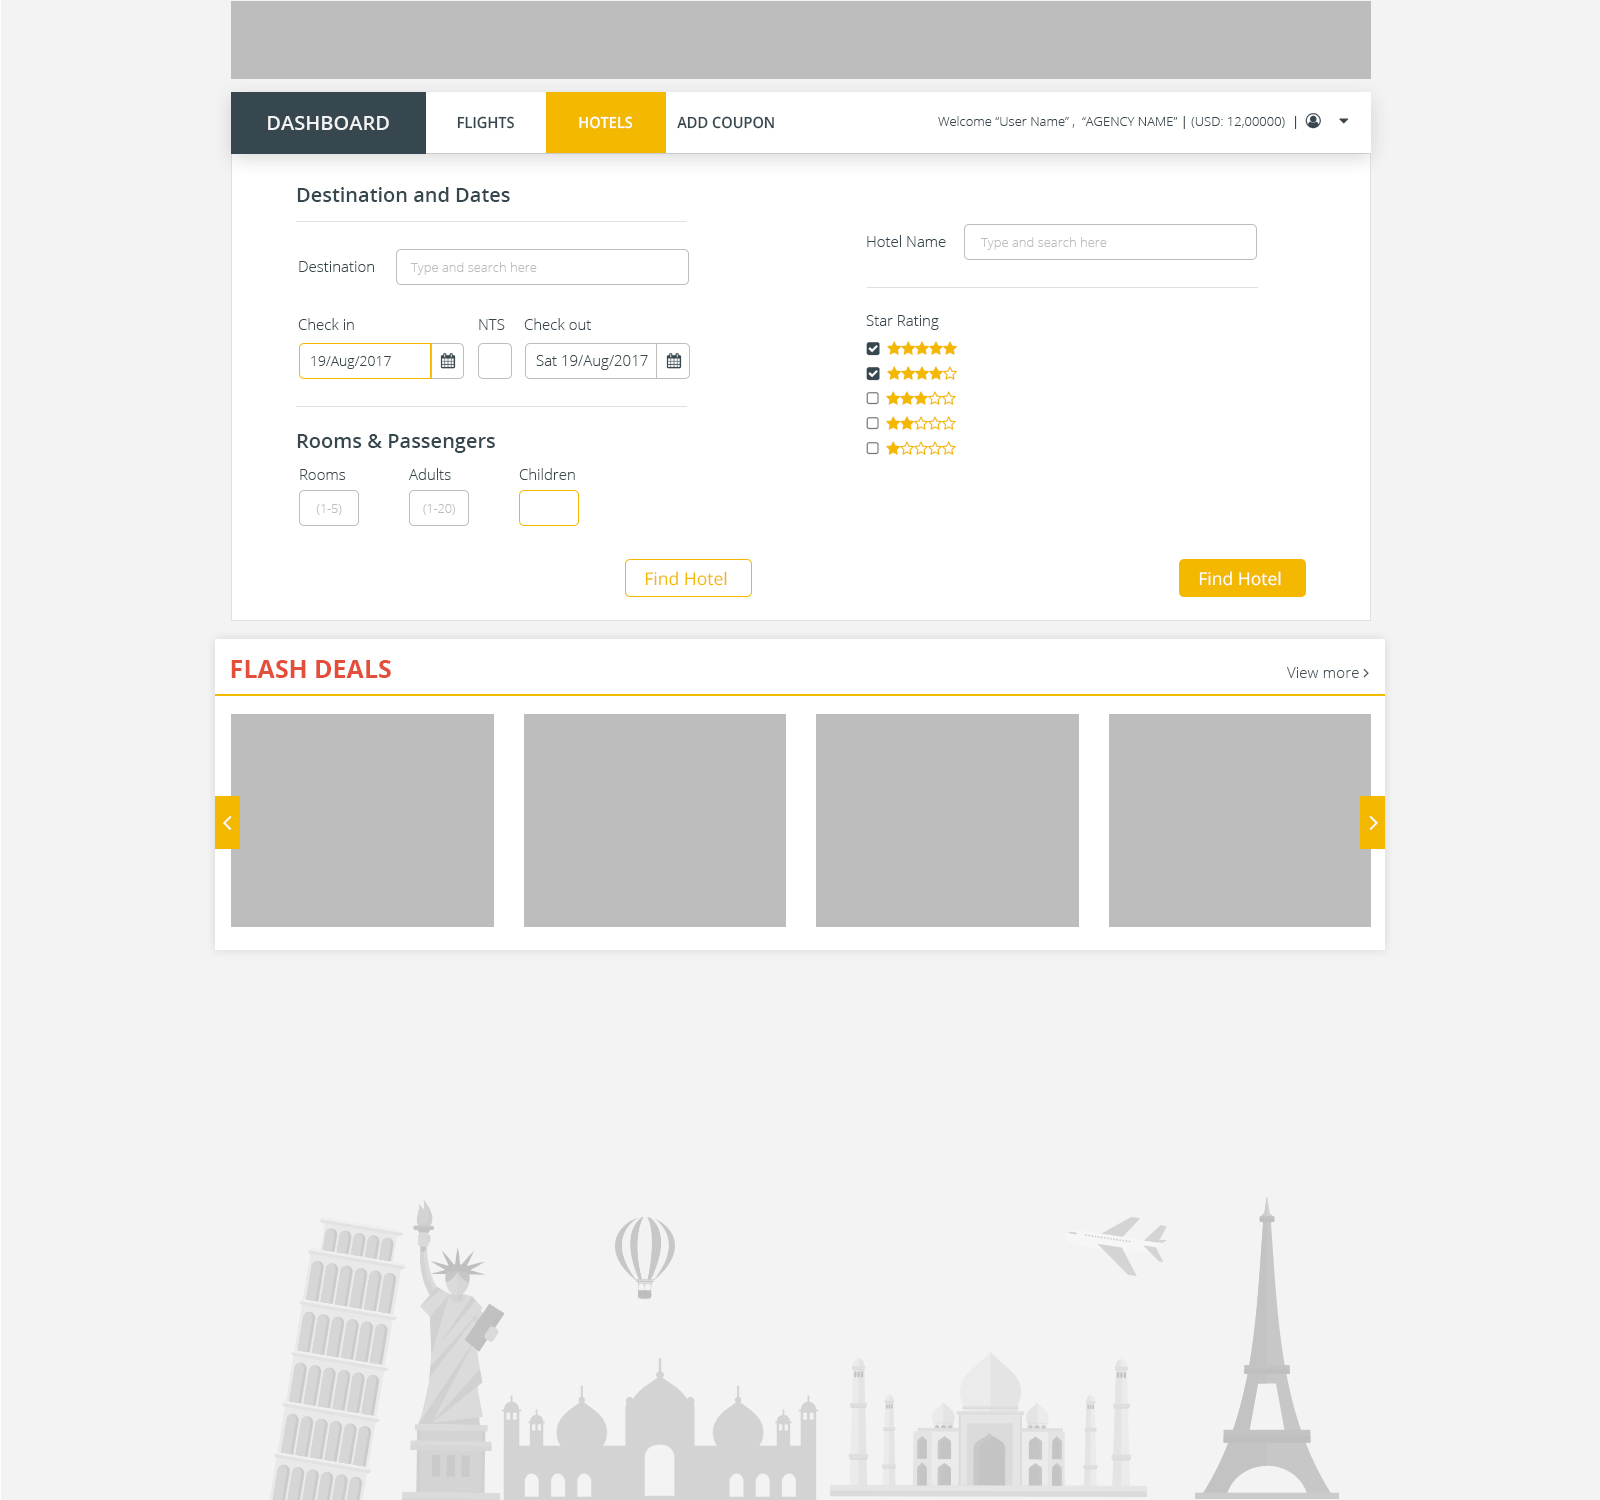 DASHBOARD FLIGHTS HOTELS ADD COUPON Welcome “User Name” , “AGENCY NAME” | (USD: 12,00000) |
Destination and Dates
Destination Type and search here
Check in NTS Check out
19/Aug/2017 Sat 19/Aug/2017
Rooms & Passengers
Rooms Adults Children
(1-5) (1-20)
Find Hotel
Hotel Name Type and search here
Star Rating
Find Hotel
FLASH DEALS View more >